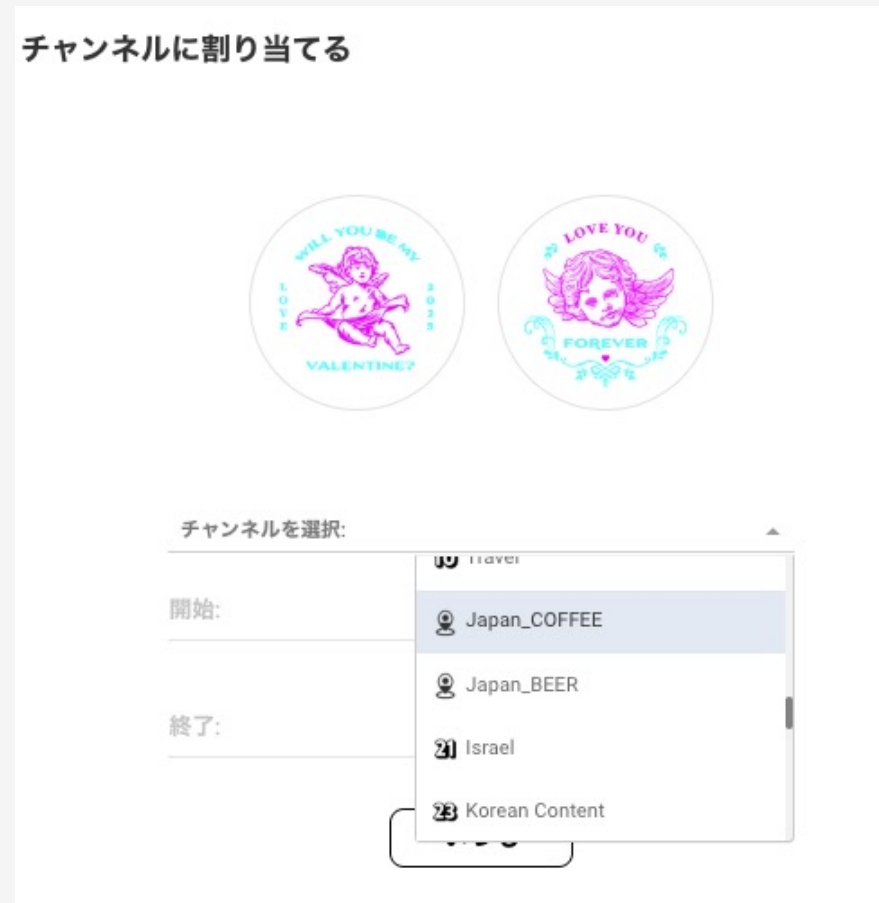 チャンネルに割り当てる
WILL YOU BE MY
LOVE
2025
VALENTINE?
LOVE YOU
FOREVER
チャンネルを選択:
Travel
開始:
Japan_COFFEE
Japan_BEER
終了:
21 Israel
23 Korean Content